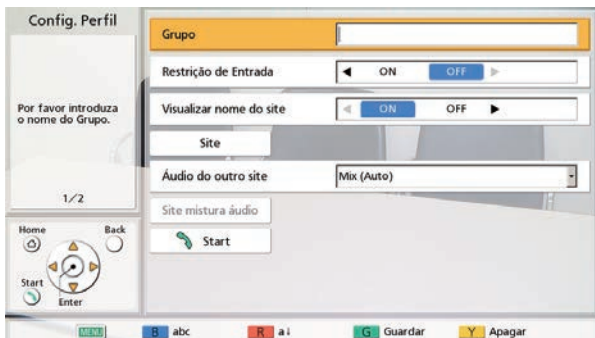 Config. Perfil
Por favor introduza
o nome do Grupo.
1/2
Grupo
Restrição de Entrada ON OFF
Visualizar nome do site ON OFF
Site
Áudio do outro site Mix (Auto)
Site mistura áudio
Start
Home Back
Start Enter
MENU B abc R a↓ G Guardar Y Apagar